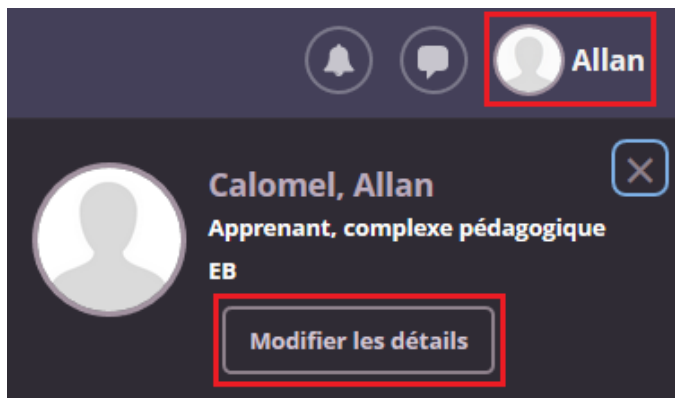 Allan
Calomel, Allan
Apprenant, complexe pédagogique
EB
Modifier les détails